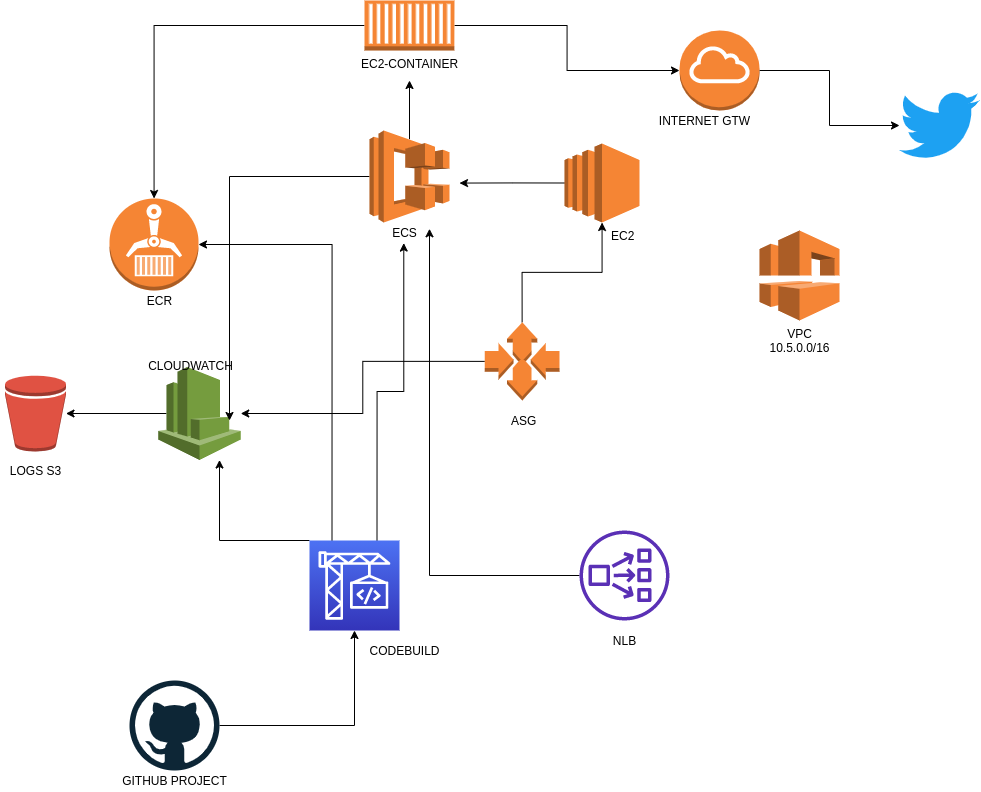 EC2-CONTAINER
INTERNET GTW
ECS
EC2
ECR
VPC
10.5.0.0/16
CLOUDWATCH
ASG
LOGS S3
NLB
CODEBUILD
GITHUB PROJECT